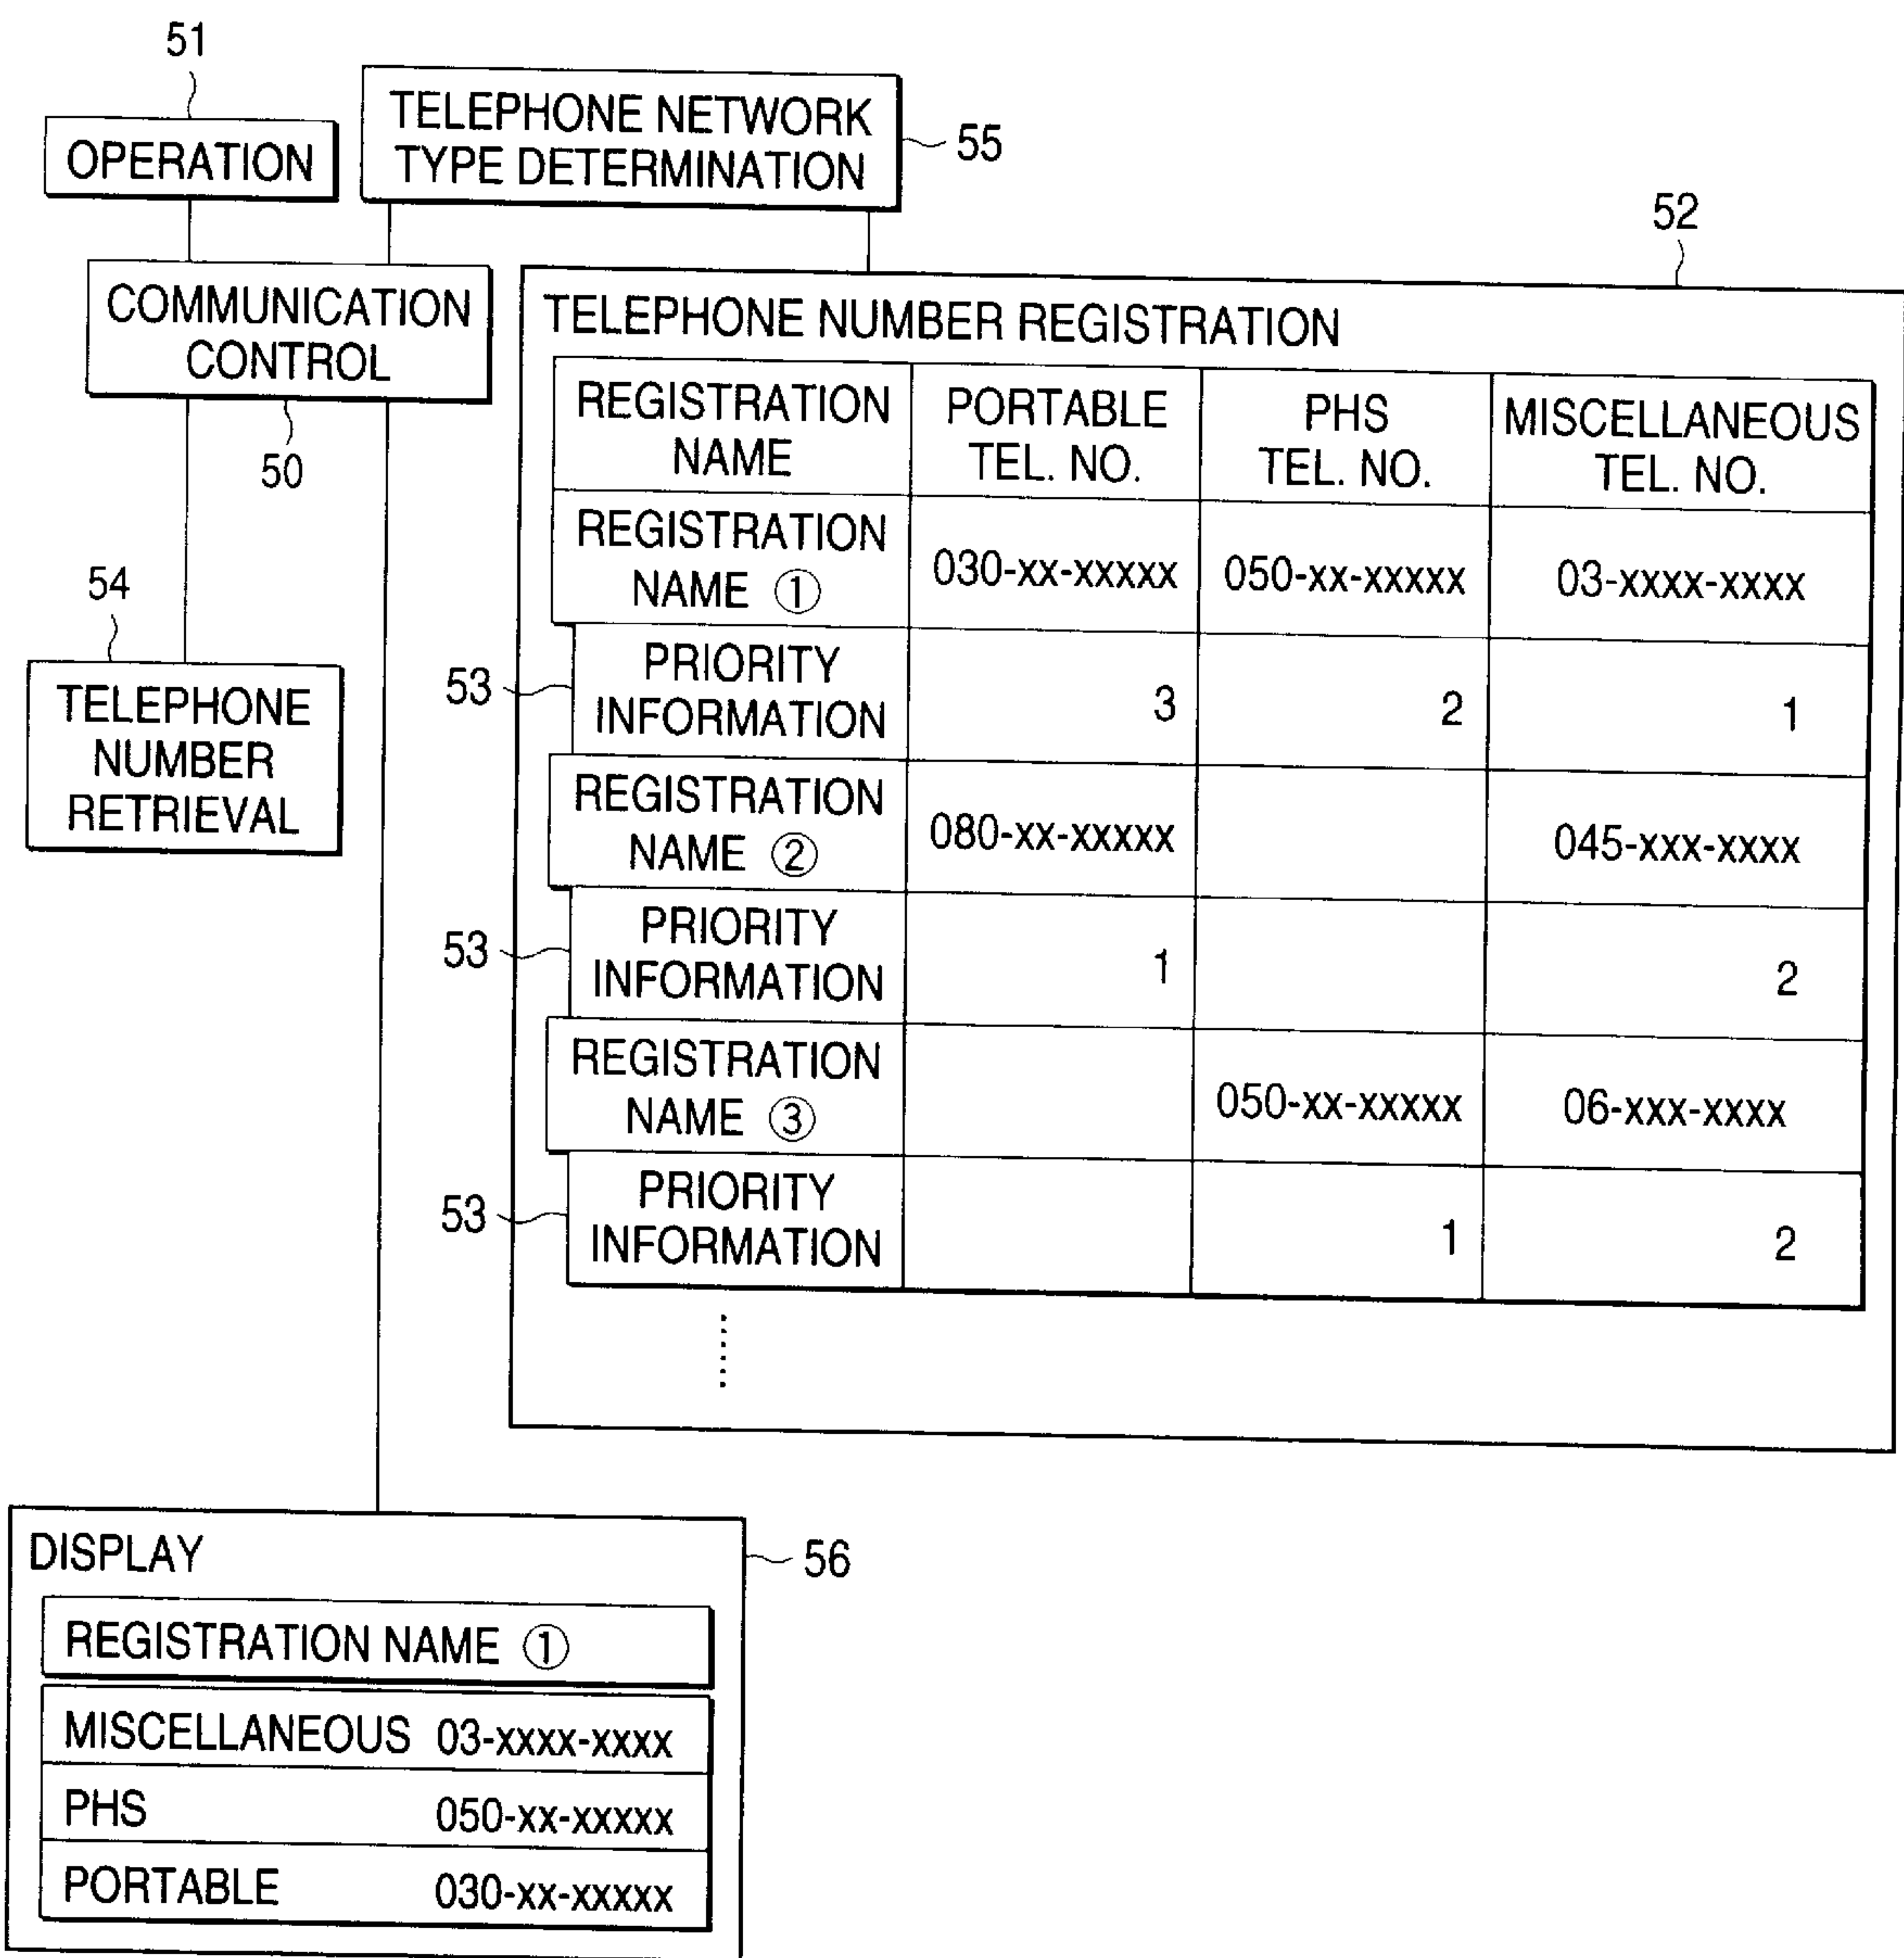 51
OPERATION
TELEPHONE NETWORK
TYPE DETERMINATION
55
COMMUNICATION
CONTROL
50
54
TELEPHONE
NUMBER
RETRIEVAL
52
TELEPHONE NUMBER REGISTRATION
REGISTRATION NAME PORTABLE TEL. NO. PHS TEL. NO. MISCELLANEOUS TEL. NO.
REGISTRATION
NAME ① 030-xx-xxxxx 050-xx-xxxxx 03-xxxx-xxxx
53 PRIORITY
INFORMATION 3 2 1
REGISTRATION
NAME ② 080-xx-xxxxx 045-xxx-xxxx
53 PRIORITY
INFORMATION 1 2
REGISTRATION
NAME ③ 050-xx-xxxxx 06-xxx-xxxx
53 PRIORITY
INFORMATION 1 2
DISPLAY
56
REGISTRATION NAME ①
MISCELLANEOUS 03-xxxx-xxxx
PHS 050-xx-xxxxx
PORTABLE 030-xx-xxxxx